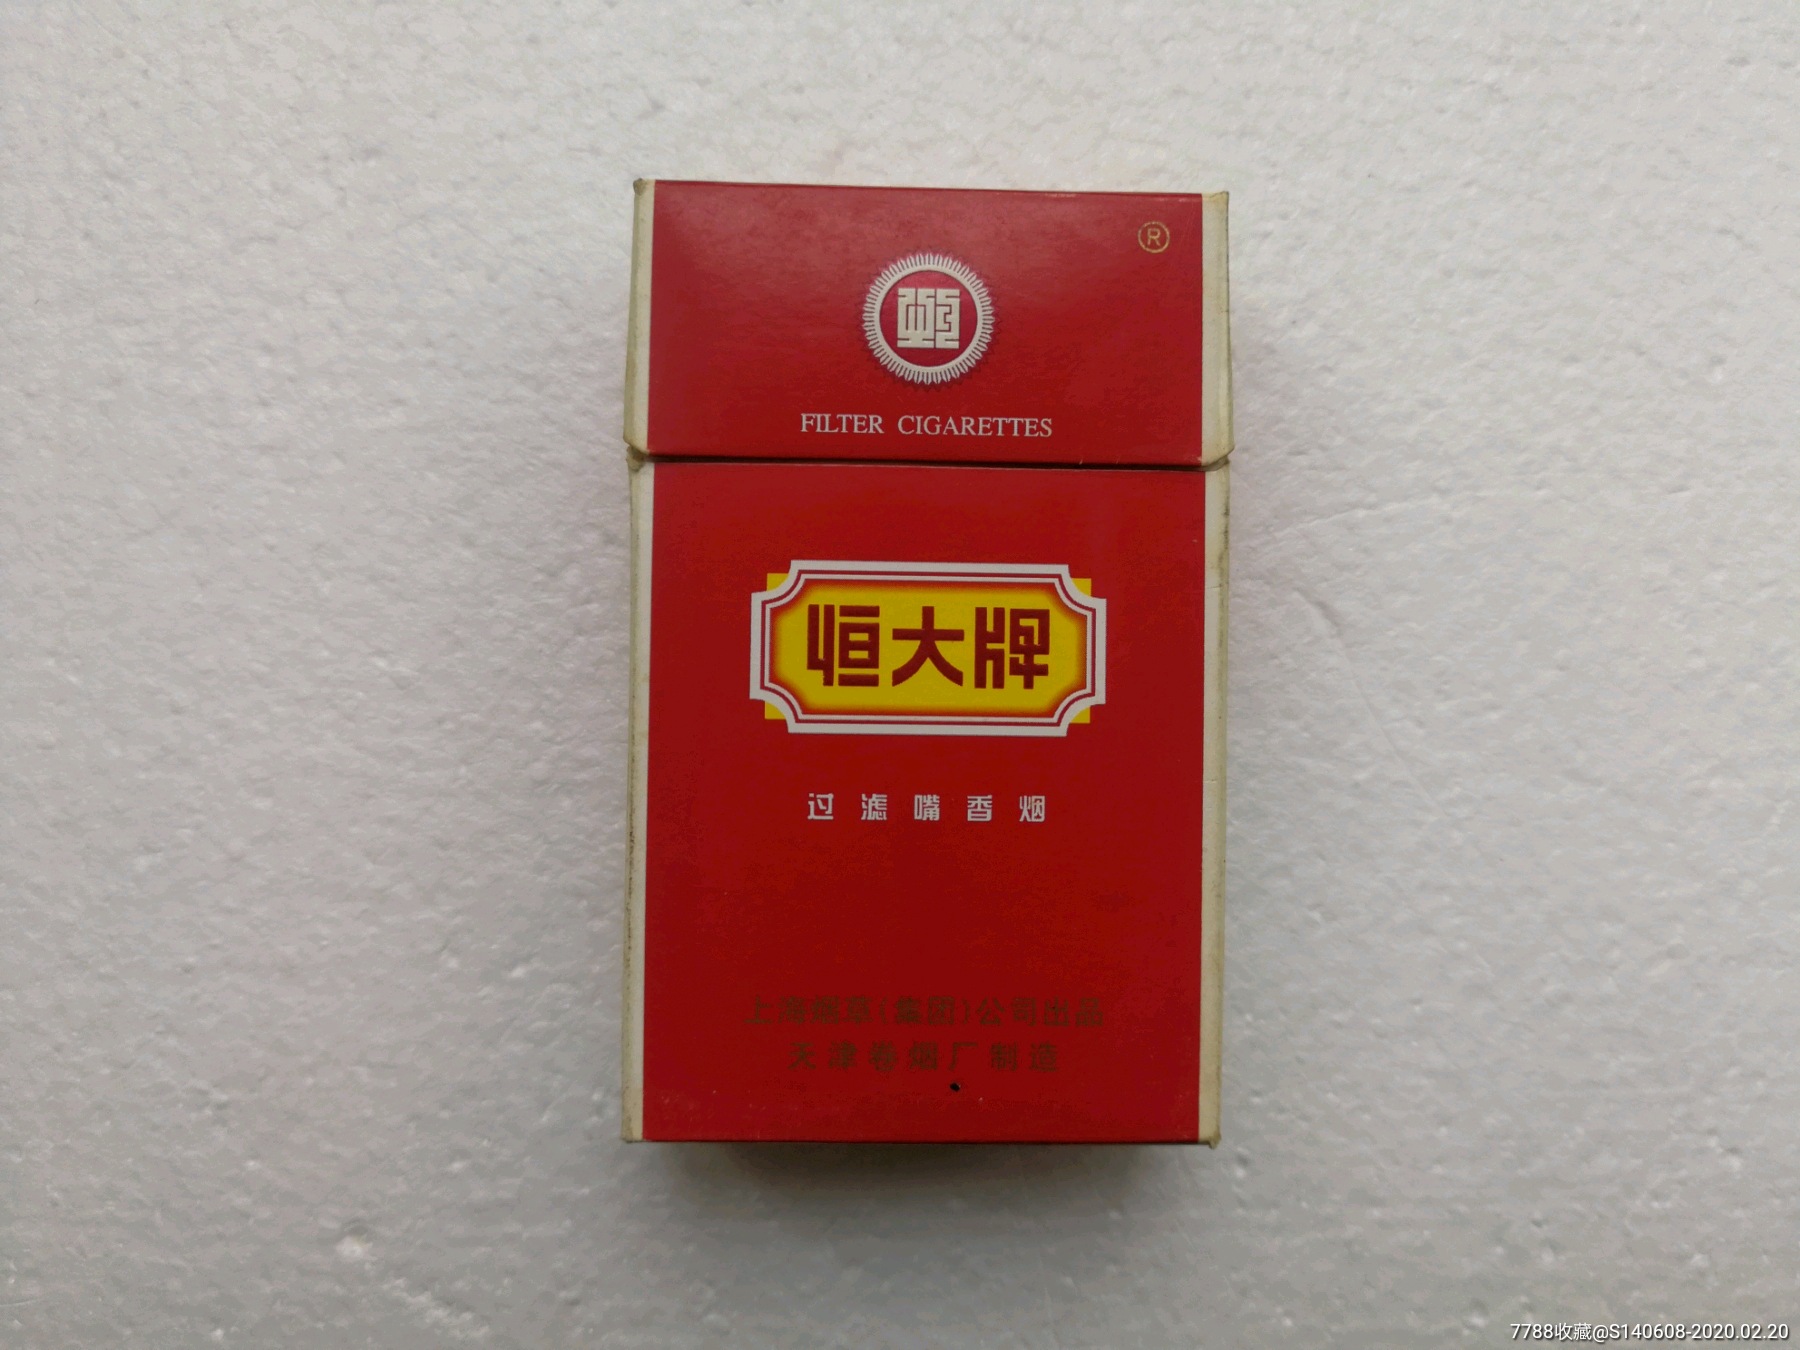 ®
FILTER CIGARETTES
恒大牌
过滤嘴香烟
上海烟草(集团)公司出品
天津卷烟厂制造
7788收藏@S140608-2020.02.20